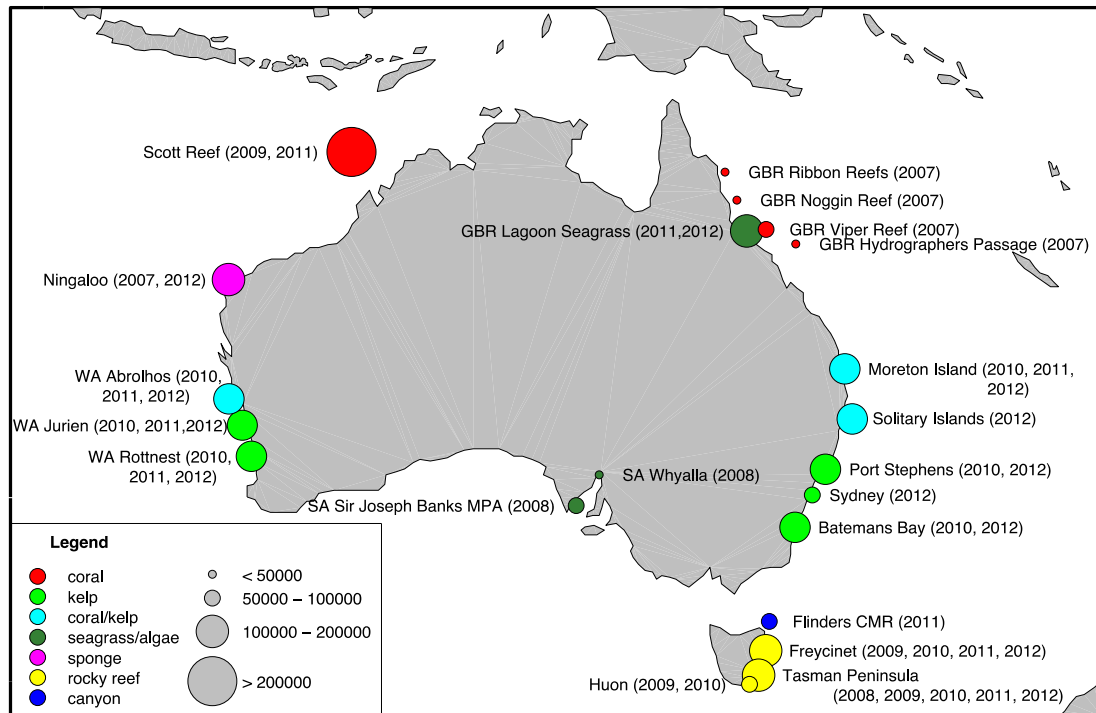 Scott Reef (2009, 2011)
GBR Ribbon Reefs (2007)
GBR Noggin Reef (2007)
GBR Lagoon Seagrass (2011,2012)
GBR Viper Reef (2007)
GBR Hydrographers Passage (2007)
Ningaloo (2007, 2012)
WA Abrolhos (2010,
2011, 2012)
Moreton Island (2010, 2011,
2012)
WA Jurien (2010, 2011,2012)
Solitary Islands (2012)
WA Rottnest (2010,
2011, 2012)
Port Stephens (2010, 2012)
SA Whyalla (2008)
Sydney (2012)
SA Sir Joseph Banks MPA (2008)
Batemans Bay (2010, 2012)
Legend
coral
kelp
coral/kelp
seagrass/algae
sponge
rocky reef
canyon
< 50000
50000 – 100000
100000 – 200000
> 200000
Flinders CMR (2011)
Freycinet (2009, 2010, 2011, 2012)
Huon (2009, 2010)
Tasman Peninsula
(2008, 2009, 2010, 2011, 2012)